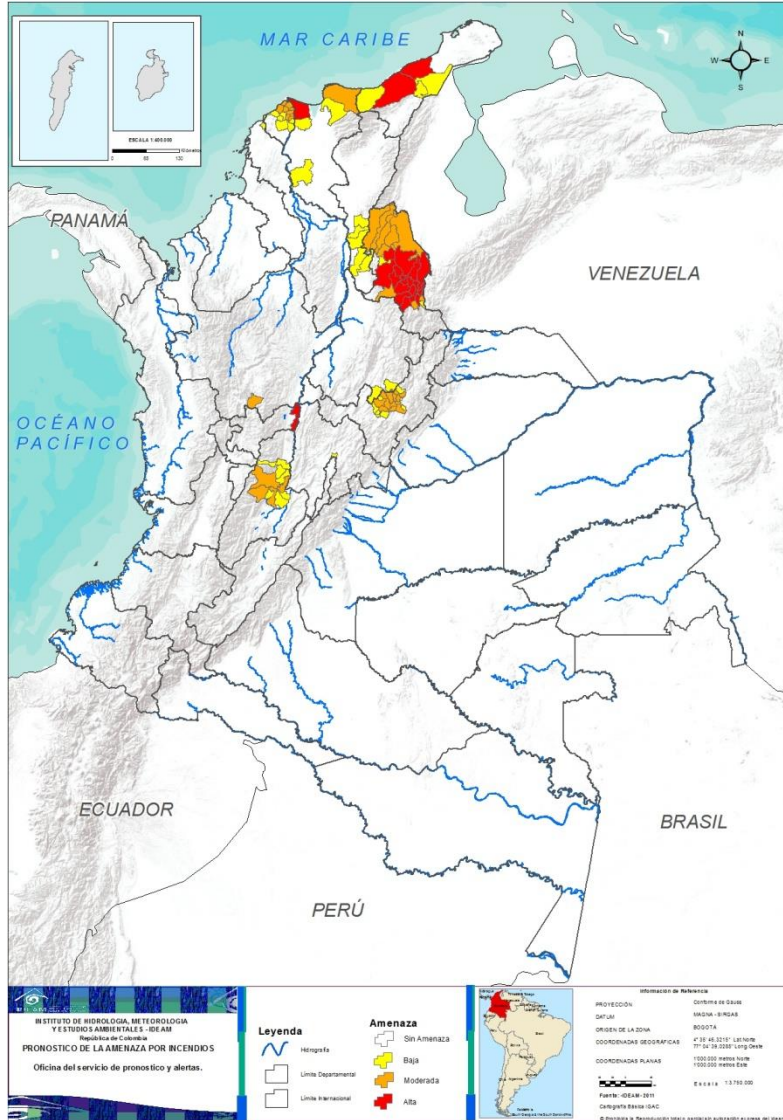 MAR CARIBE
N
W
E
S
ESCALA 1:400.000
PANAMÁ
VENEZUELA
OCÉANO
PACÍFICO
ECUADOR
BRASIL
PERÚ
INSTITUTO DE HIDROLOGIA, METEOROLOGIA
Y ESTUDIOS AMBIENTALES - IDEAM
República de Colombia
PRONOSTICO DE LA AMENAZA POR INCENDIOS
Oficina del servicio de pronostico y alertas.
Leyenda
Hidrografía
Límite Departamental
Límite Internacional
Amenaza
Sin Amenaza
Baja
Moderada
Alta
Información de Referencia
PROYECCIÓN Conforme de Gauss
DATUM MAGNA - SIRGAS
ORIGEN DE LA ZONA BOGOTÁ
COORDENADAS GEOGRÁFICAS
COORDENADAS PLANAS 1'000.000 metros Norte
1'000.000 metros Este
Escala 1:3.750.000
Fuente: IDEAM - 2011
Cartografía Básica IGAC